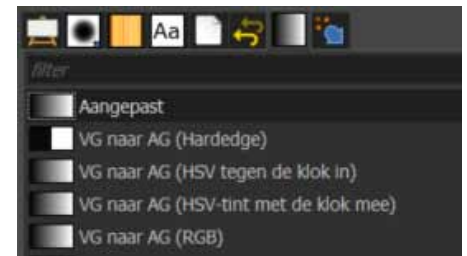 Aa
filter
Aangepast
VG naar AG (Hardedge)
VG naar AG (HSV tegen de klok in)
VG naar AG (HSV-tint met de klok mee)
VG naar AG (RGB)